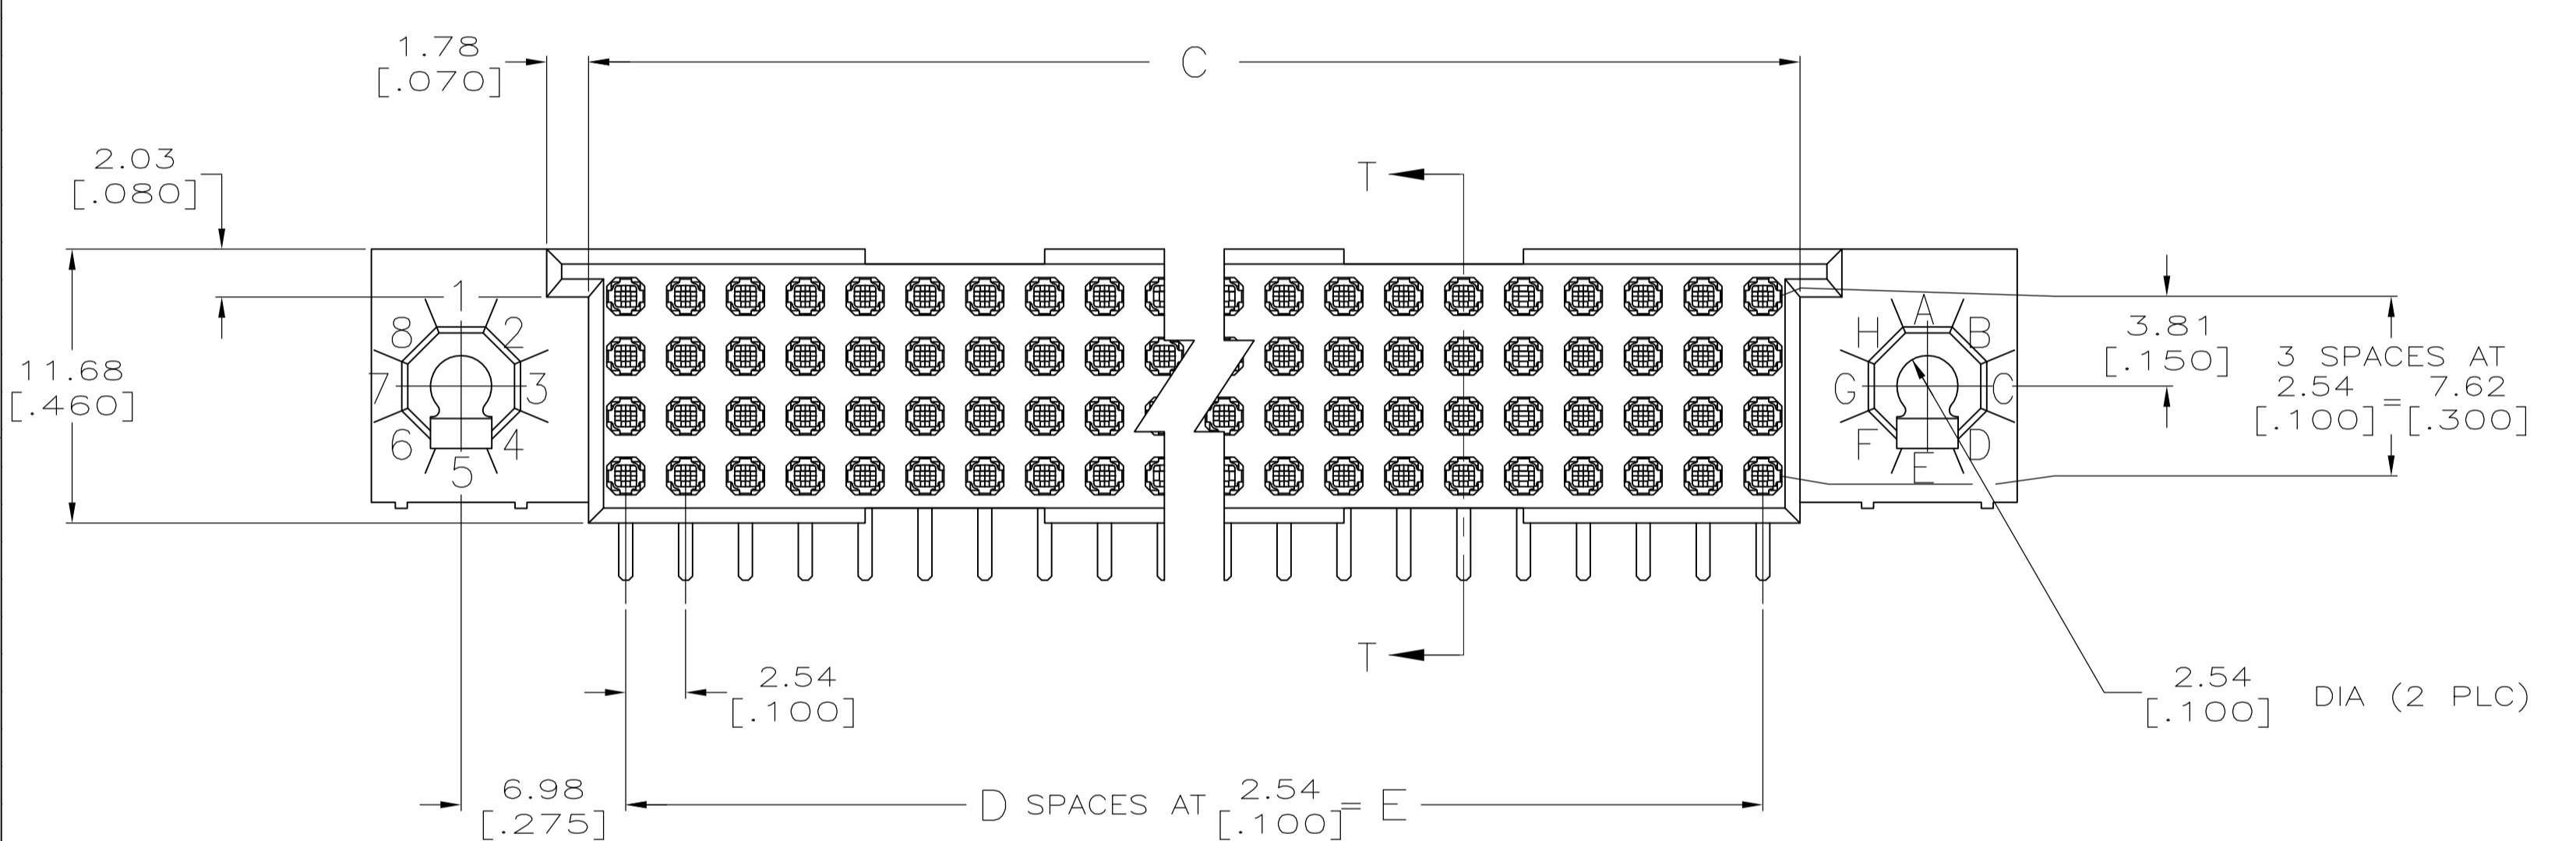 1.78
[.070]
C
2.03
[.080]
T
1
8 2
7 3
6 4
5
A
H B
G C
F D
E
11.68
[.460]
3.81
[.150]
3 SPACES AT
2.54 = 7.62
[.100] [.300]
T
2.54
[.100]
2.54
[.100] DIA (2 PLC)
6.98
[.275]
D SPACES AT 2.54 = E
[.100]